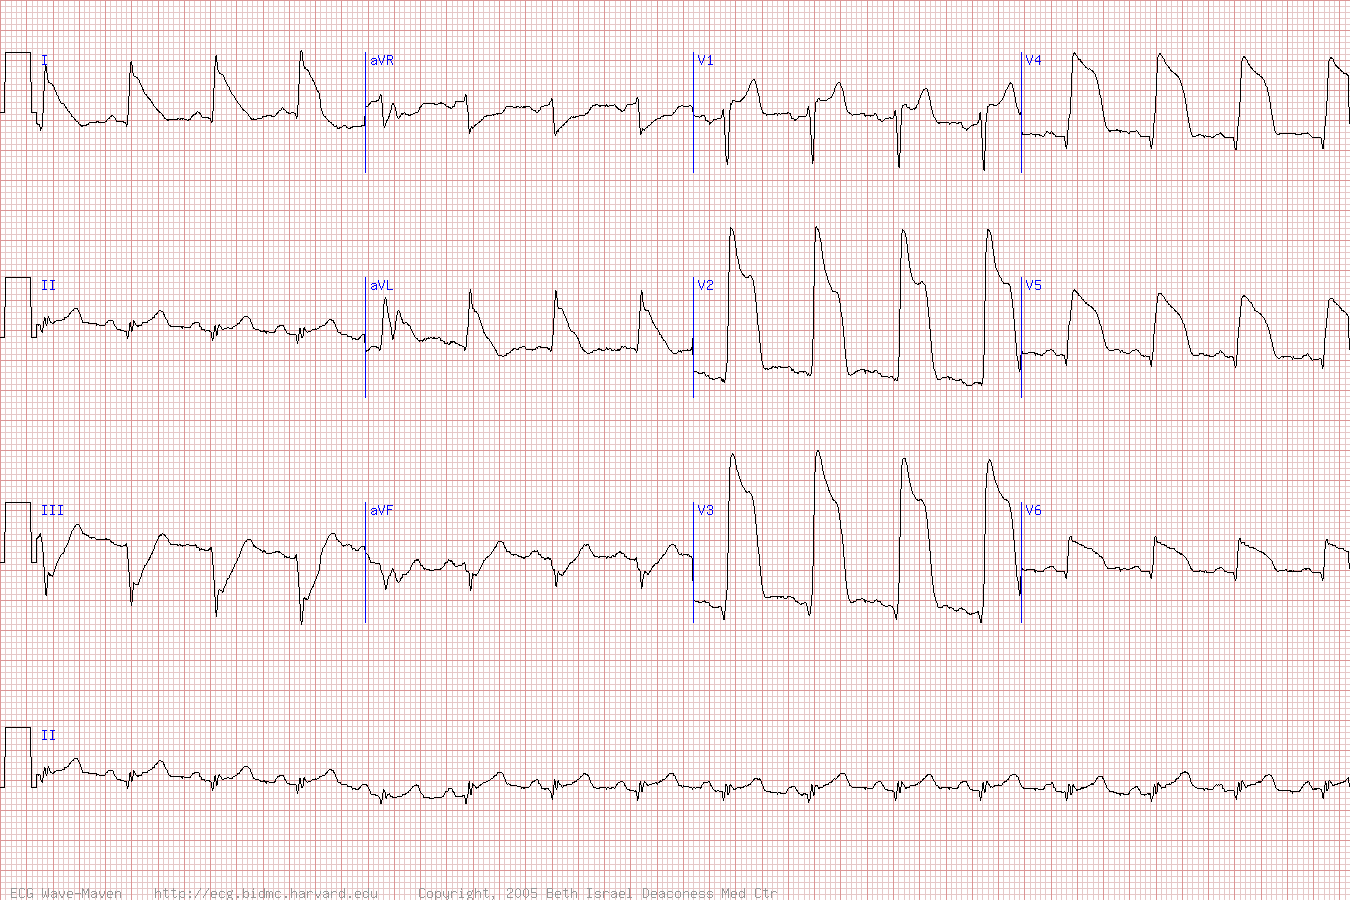 I aVR V1 V4
II aVL V2 V5
III aVF V3 V6
II
ECG Wave-Maven http://ecg.bidmc.harvard.edu Copyright, 2005 Beth Israel Deaconess Med Ctr